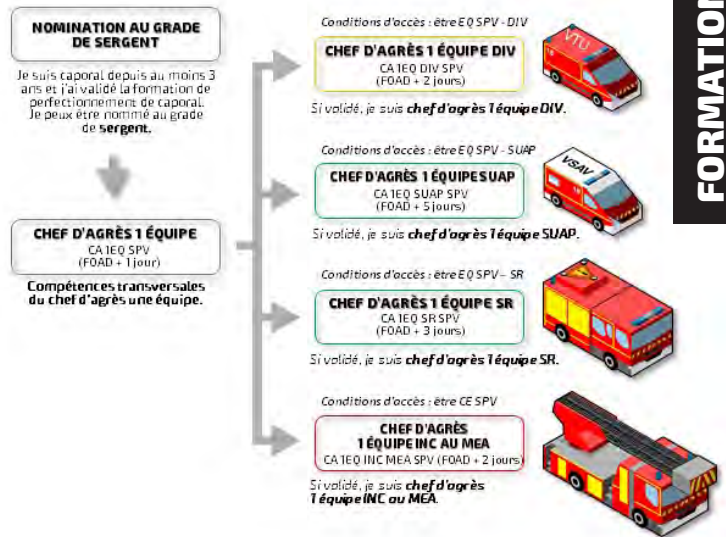 NOMINATION AU GRADE
DE SERGENT
Je suis caporal depuis au moins 3
ans et j'ai validé la formation de
perfectionnement de caporal.
Je peux être nommé au grade
de sergent.
CHEF D'AGRÈS 1 ÉQUIPE
CA 1EQ SPV
(FOAD + 1 jour)
Compétences transversales
du chef d'agrès une équipe.
Conditions d'accès : être EQ SPV - DIV
CHEF D'AGRÈS 1 ÉQUIPE DIV
CA 1EQ DIV SPV
(FOAD + 2 jours)
Si validé, je suis chef d'agrès 1 équipe DIV.
VTU
Conditions d'accès : être EQ SPV - SUAP
CHEF D'AGRÈS 1 ÉQUIPE SUAP
CA 1EQ SUAP SPV
(FOAD + 5 jours)
Si validé, je suis chef d'agrès 1 équipe SUAP.
VSAV
Conditions d'accès : être EQ SPV - SR
CHEF D'AGRÈS 1 ÉQUIPE SR
CA 1EQ SR SPV
(FOAD + 3 jours)
Si validé, je suis chef d'agrès 1 équipe SR.
Conditions d'accès : être CE SPV
CHEF D'AGRÈS
1 ÉQUIPE INC AU MEA
CA 1EQ INC MEA SPV (FOAD + 2 jours)
Si validé, je suis chef d'agrès
1 équipe INC au MEA.
FORMATION